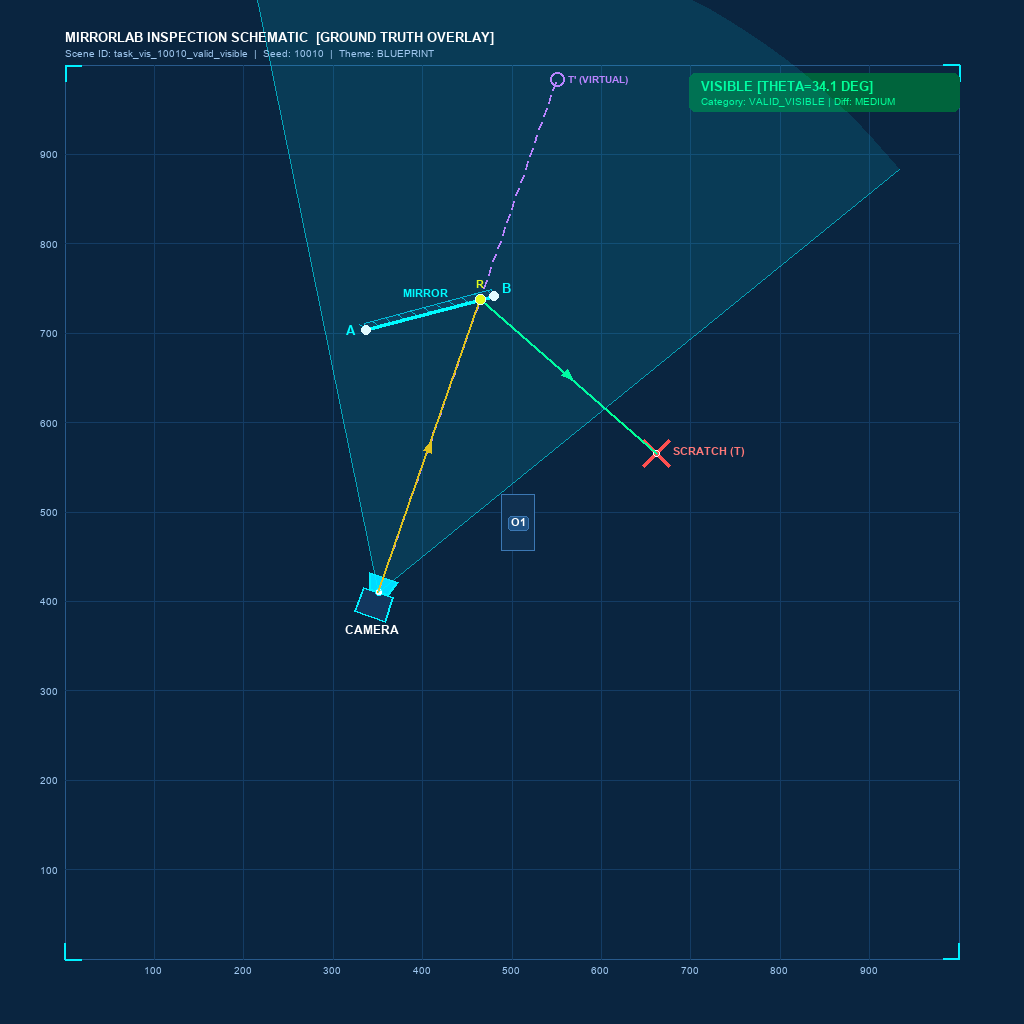 MIRRORLAB INSPECTION SCHEMATIC  [GROUND TRUTH OVERLAY]
Scene ID: task_vis_10010_valid_visible  |  Seed: 10010  |  Theme: BLUEPRINT
T' (VIRTUAL)
VISIBLE [THETA=34.1 DEG]
Category: VALID_VISIBLE | Diff: MEDIUM
900
800
R
B
MIRROR
A
700
600
SCRATCH (T)
500
O1
400
CAMERA
300
200
100
100
200
300
400
500
600
700
800
900